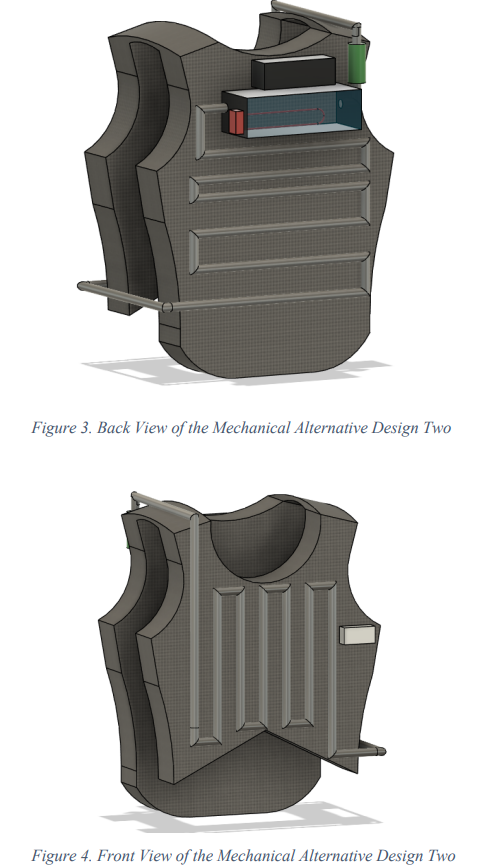 Figure 3. Back View of the Mechanical Alternative Design Two
Figure 4. Front View of the Mechanical Alternative Design Two